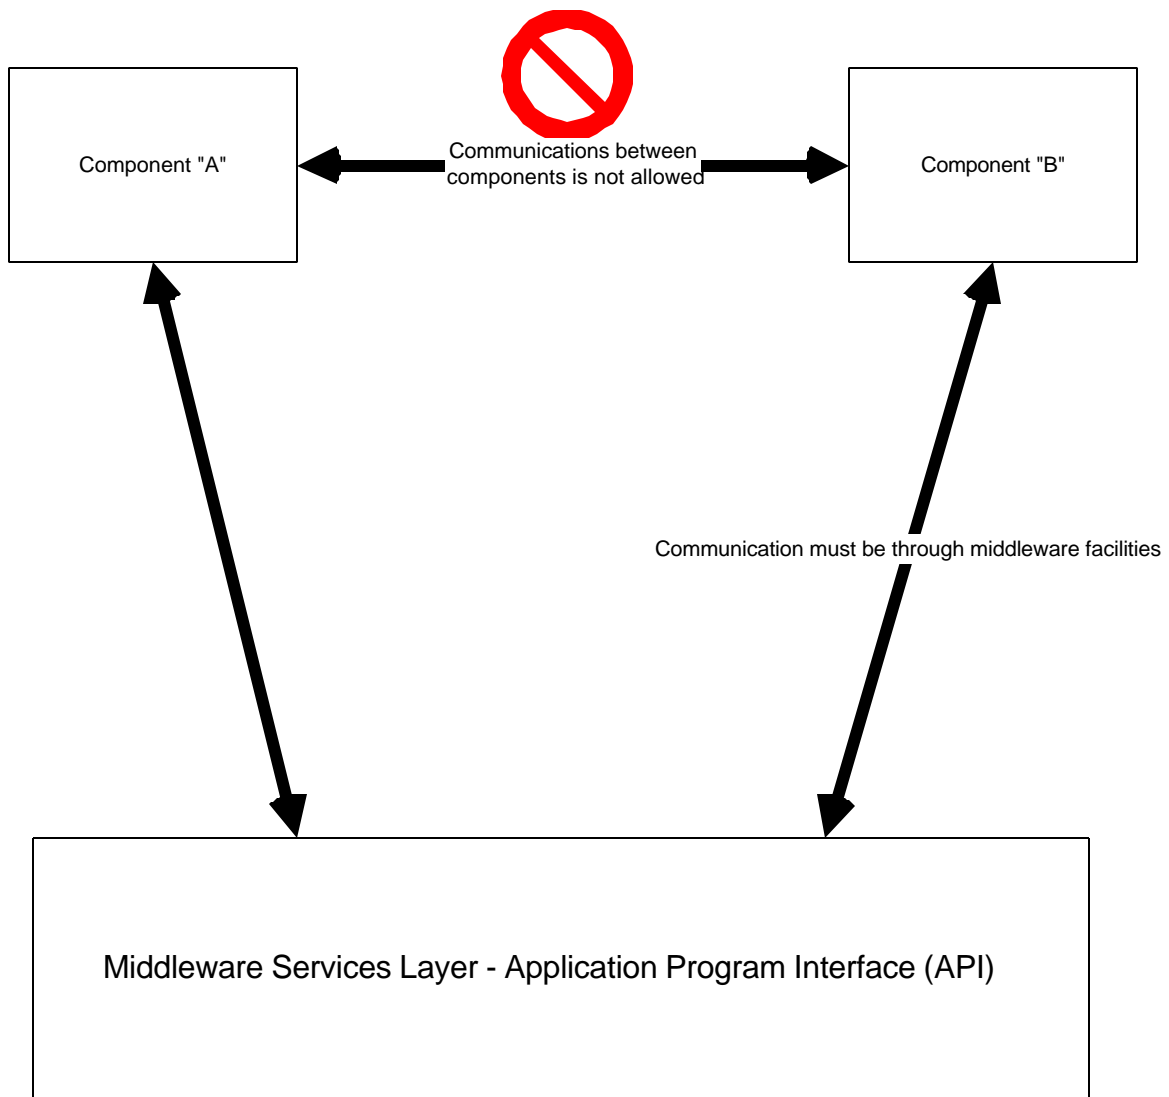 Component "A"
Communications between
components is not allowed
Component "B"
Communication must be through middleware facilities
Middleware Services Layer - Application Program Interface (API)